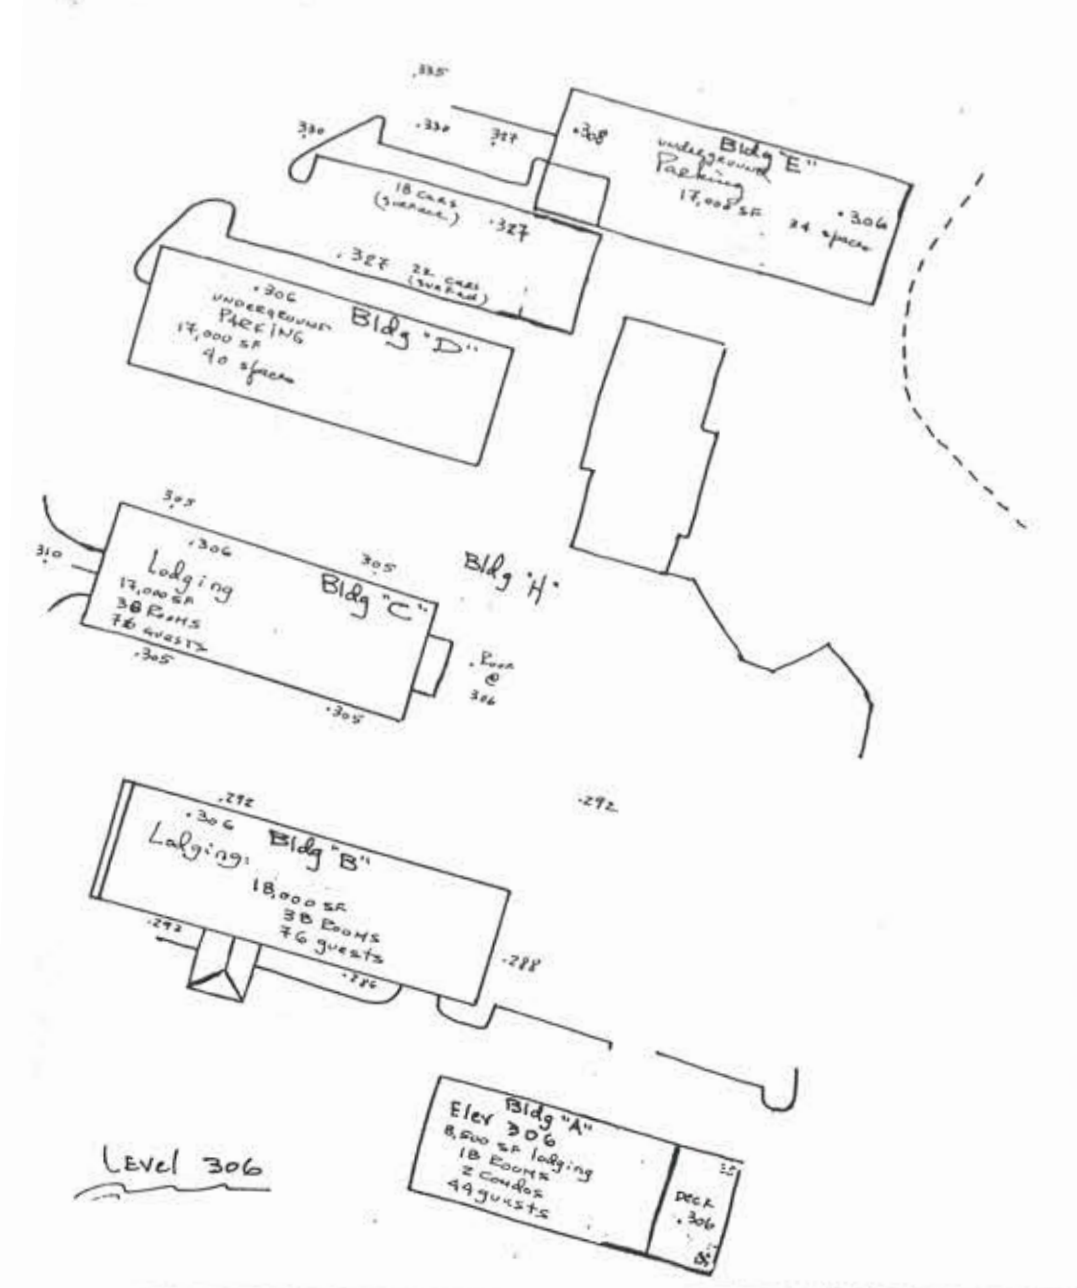 .335
330
.330
327
.308
Bldg "E"
underground
Parking
17,000 SF
34 spaces
.306
18 CARS
(SURFACE)
.327
.327
22 CARS
(SURFACE)
.306
UNDERGROUND
PARKING
17,000 SF
40 spaces
Bldg "D"
305
.306
310
Lodging
17,000 SF
38 ROOMS
76 GUESTS
305
Bldg "C"
Bldg "H"
.305
.305
@
306
.292
.306
Bldg "B"
Lodging:
18,000 SF
38 ROOMS
76 guests
.292
.292
.286
.288
Bldg "A"
Elev 306
8,500 SF lodging
18 ROOMS
2 condos
44 guests
DECK
.306
Level 306